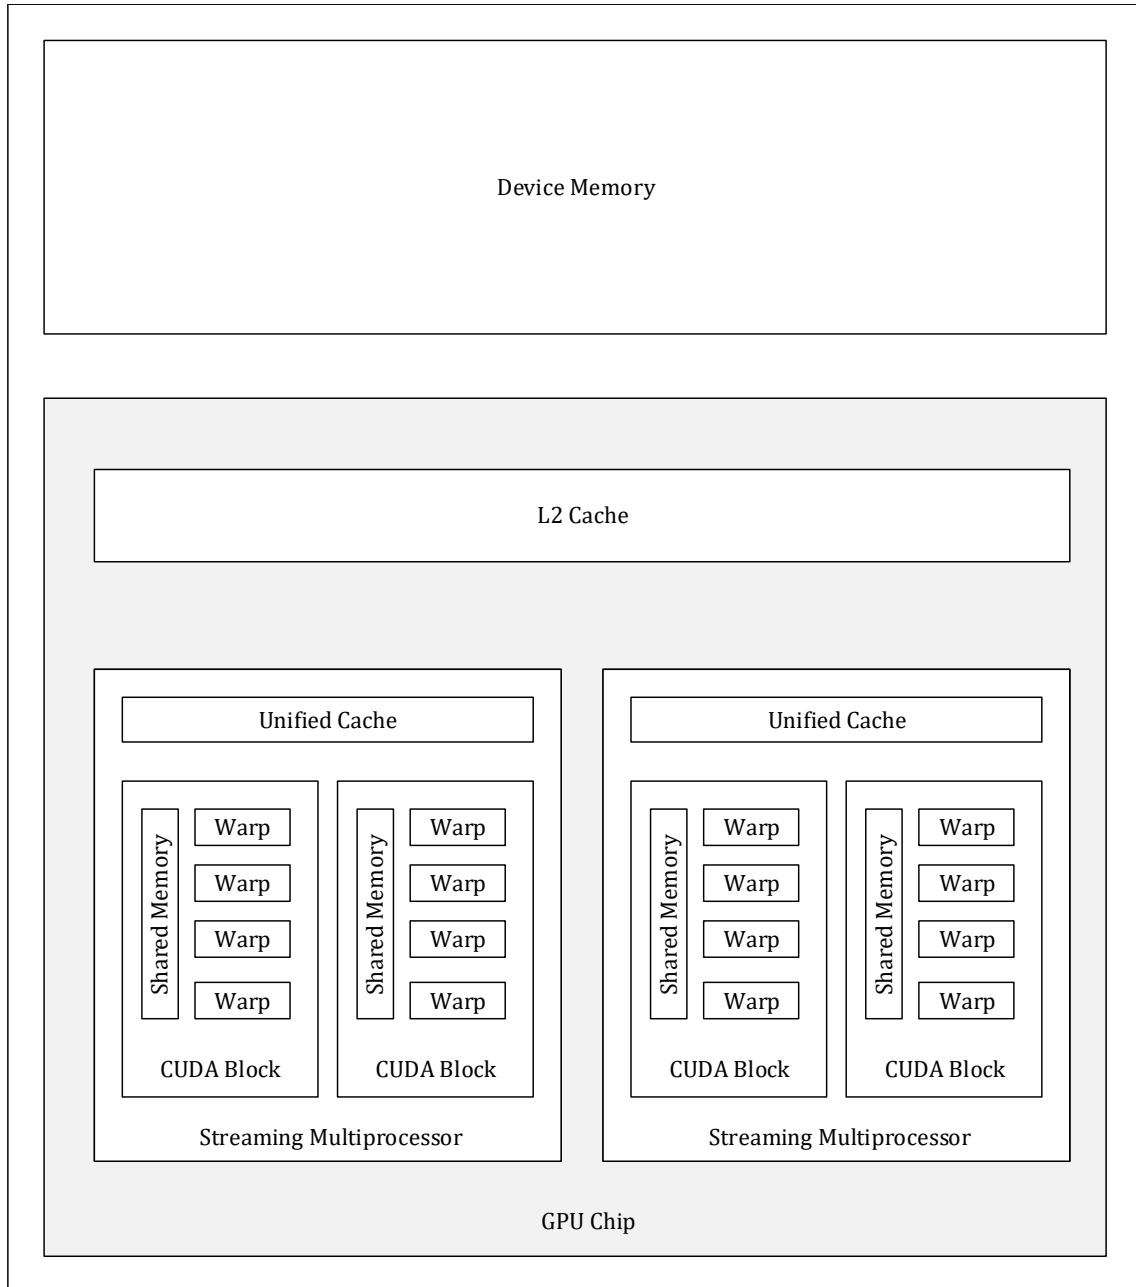 Device Memory
L2 Cache
Unified Cache
Shared Memory
Warp
Warp
Warp
Warp
CUDA Block
Shared Memory
Warp
Warp
Warp
Warp
CUDA Block
Streaming Multiprocessor
Unified Cache
Shared Memory
Warp
Warp
Warp
Warp
CUDA Block
Shared Memory
Warp
Warp
Warp
Warp
CUDA Block
Streaming Multiprocessor
GPU Chip